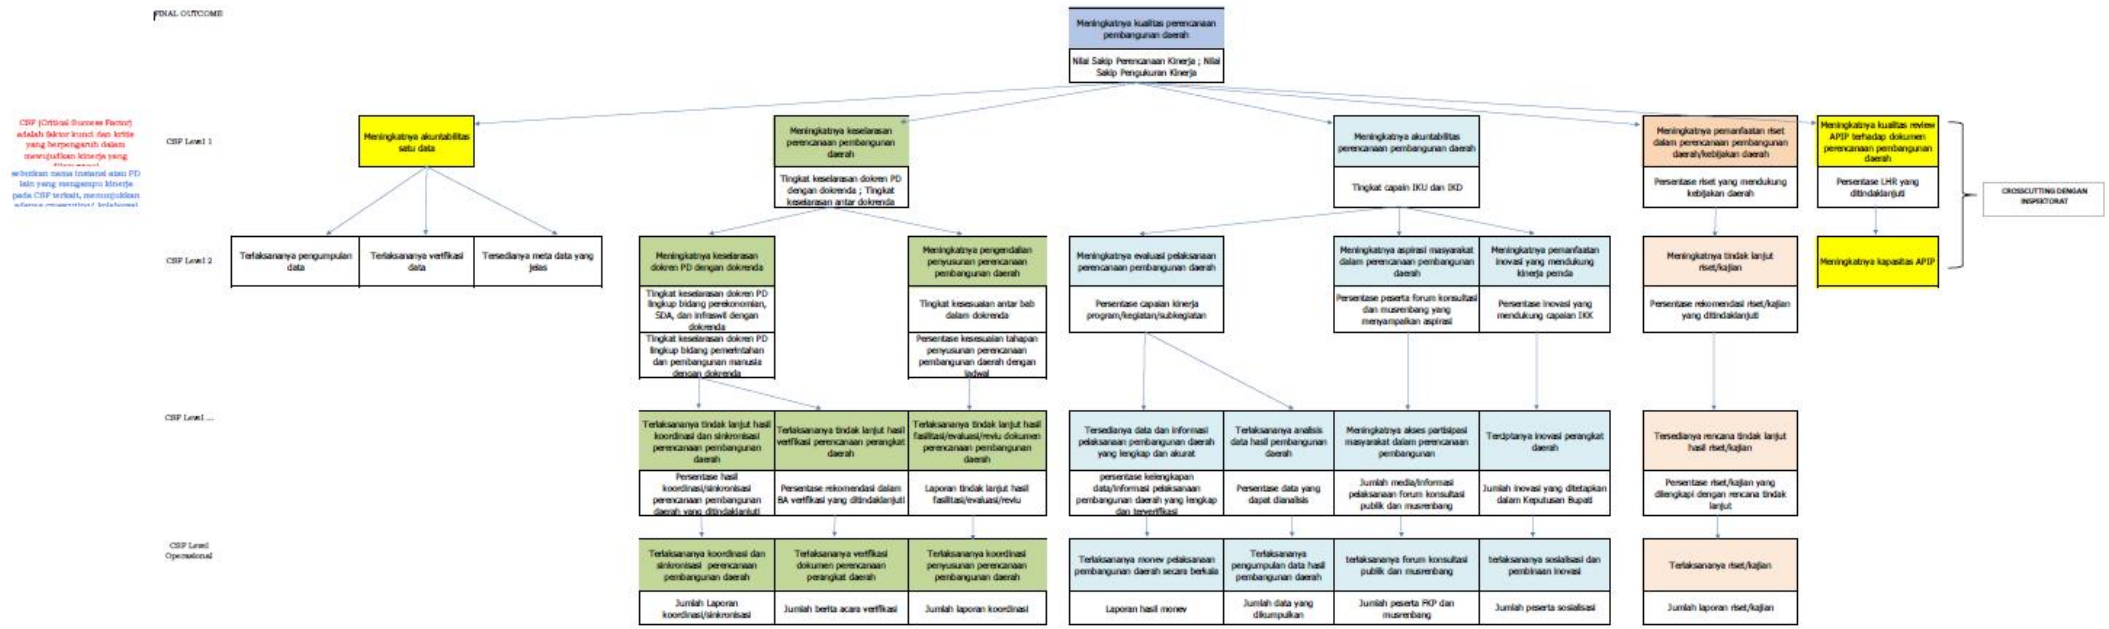 FINAL OUTCOME
Meningkatnya kualitas perencanaan
pembangunan daerah
Nilai Sakip Perencanaan Kinerja ; Nilai
Sakip Pengukuran Kinerja
CSF (Critical Success Factor)
adalah faktor kunci dan kritis
yang berpengaruh dalam
mewujudkan kinerja yang
sebutkan nama instansi atau PD
lain yang mengampu kinerja
pada CSF terkait, menunjukkan
CSF Level 1
Meningkatnya akuntabilitas
satu data
Meningkatnya keselarasan
perencanaan pembangunan
daerah
Tingkat keselarasan dokren PD
dengan dokrenda ; Tingkat
keselarasan antar dokrenda
Meningkatnya akuntabilitas
perencanaan pembangunan daerah
Tingkat capain IKU dan IKD
Meningkatnya pemanfaatan riset
dalam perencanaan pembangunan
daerah/kebijakan daerah
Persentase riset yang mendukung
kebijakan daerah
Meningkatnya kualitas review
APIP terhadap dokumen
perencanaan pembangunan
daerah
Persentase LHR yang
ditindaklanjuti
CROSSCUTTING DENGAN
INSPEKTORAT
CSF Level 2
Terlaksananya pengumpulan
data
Terlaksananya verifikasi
data
Tersedianya meta data yang
jelas
Meningkatnya keselarasan
dokren PD dengan dokrenda
Tingkat keselarasan dokren PD
lingkup bidang perekonomian,
SDA, dan infraswil dengan
dokrenda
Tingkat keselarasan dokren PD
lingkup bidang pemerintahan
dan pembangunan manusia
dengan dokrenda
Meningkatnya pengendalian
penyusunan perencanaan
pembangunan daerah
Tingkat kesesuaian antar bab
dalam dokrenda
Persentase kesesuaian tahapan
penyusunan perencanaan
pembangunan daerah dengan
jadwal
Meningkatnya evaluasi pelaksanaan
perencanaan pembangunan daerah
Persentase capaian kinerja
program/kegiatan/subkegiatan
Meningkatnya aspirasi masyarakat
dalam perencanaan pembangunan
daerah
Persentase peserta forum konsultasi
dan musrenbang yang
menyampaikan aspirasi
Meningkatnya pemanfaatan
inovasi yang mendukung
kinerja pemda
Persentase inovasi yang
mendukung capaian IKK
Meningkatnya tindak lanjut
riset/kajian
Persentase rekomendasi riset/kajian
yang ditindaklanjuti
Meningkatnya kapasitas APIP
CSF Level ...
Terlaksananya tindak lanjut hasil
koordinasi dan sinkronisasi
perencanaan pembangunan
daerah
Persentase hasil
koordinasi/sinkronisasi
perencanaan pembangunan
daerah yang ditindaklanjuti
Terlaksananya tindak lanjut hasil
verifikasi perencanaan perangkat
daerah
Persentase rekomendasi dalam
BA verifikasi yang ditindaklanjuti
Terlaksananya tindak lanjut hasil
fasilitasi/evaluasi/reviu dokumen
perencanaan pembangunan
daerah
Laporan tindak lanjut hasil
fasilitasi/evaluasi/reviu
Tersedianya data dan informasi
pelaksanaan pembangunan daerah
yang lengkap dan akurat
persentase kelengkapan
data/informasi pelaksanaan
pembangunan daerah yang lengkap
dan terverifikasi
Terlaksananya analisis
data hasil pembangunan
daerah
Persentase data yang
dapat dianalisis
Meningkatnya akses partisipasi
masyarakat dalam perencanaan
pembangunan
Jumlah media/informasi
pelaksanaan forum konsultasi
publik dan musrenbang
Terciptanya inovasi perangkat
daerah
Jumlah inovasi yang ditetapkan
dalam Keputusan Bupati
Tersedianya rencana tindak lanjut
hasil riset/kajian
Persentase riset/kajian yang
dilengkapi dengan rencana tindak
lanjut
CSF Level
Operasional
Terlaksananya koordinasi dan
sinkronisasi perencanaan
pembangunan daerah
Jumlah Laporan
koordinasi/sinkronisasi
Terlaksananya verifikasi
dokumen perencanaan
perangkat daerah
Jumlah berita acara verifikasi
Terlaksananya koordinasi
penyusunan perencanaan
pembangunan daerah
Jumlah laporan koordinasi
Terlaksananya monev pelaksanaan
pembangunan daerah secara berkala
Laporan hasil monev
Terlaksananya
pengumpulan data hasil
pembangunan daerah
Jumlah data yang
dikumpulkan
terlaksananya forum konsultasi
publik dan musrenbang
Jumlah peserta FKP dan
musrenbang
terlaksananya sosialisasi dan
pembinaan inovasi
Jumlah peserta sosialisasi
Terlaksananya riset/kajian
Jumlah laporan riset/kajian